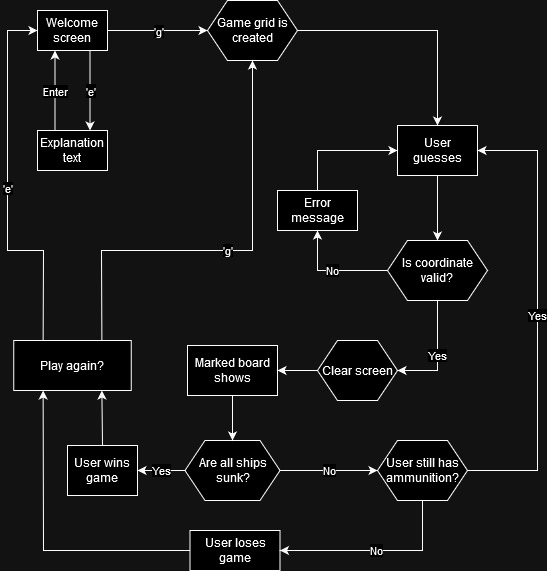 Welcome
screen
'g'
Game grid is
created
Enter
'e'
Explanation
text
User
guesses
'e'
Error
message
'g'
Is coordinate
valid?
No
Yes
Yes
Play again?
Marked board
shows
Clear screen
User wins
game
Yes
Are all ships
sunk?
No
User still has
ammunition?
User loses
game
No